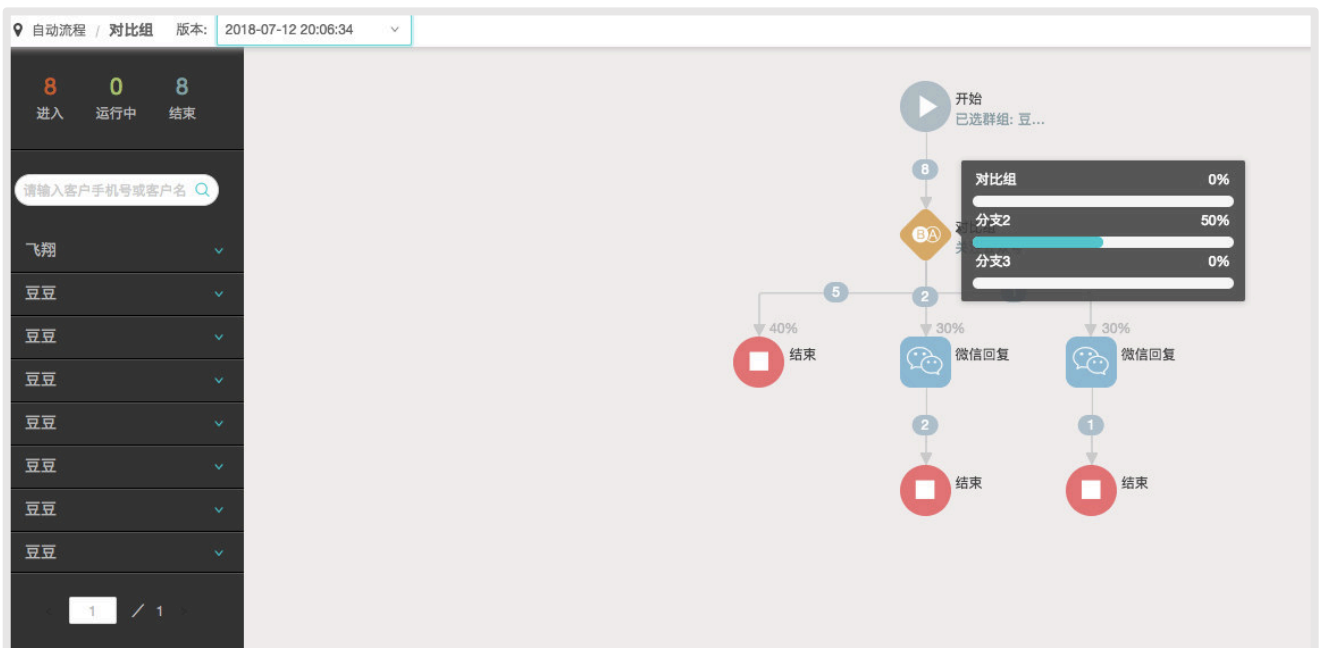 自动流程 / 对比组 版本: 2018-07-12 20:06:34
8 0 8
进入 运行中 结束
请输入客户手机号或客户名
飞翔
豆豆
豆豆
豆豆
豆豆
豆豆
豆豆
豆豆
1 / 1
开始
已选群组: 豆...
8
对比组 0%
分支2 50%
分支3 0%
BA
5
2
40%
30%
30%
结束
微信回复
微信回复
2
1
结束
结束